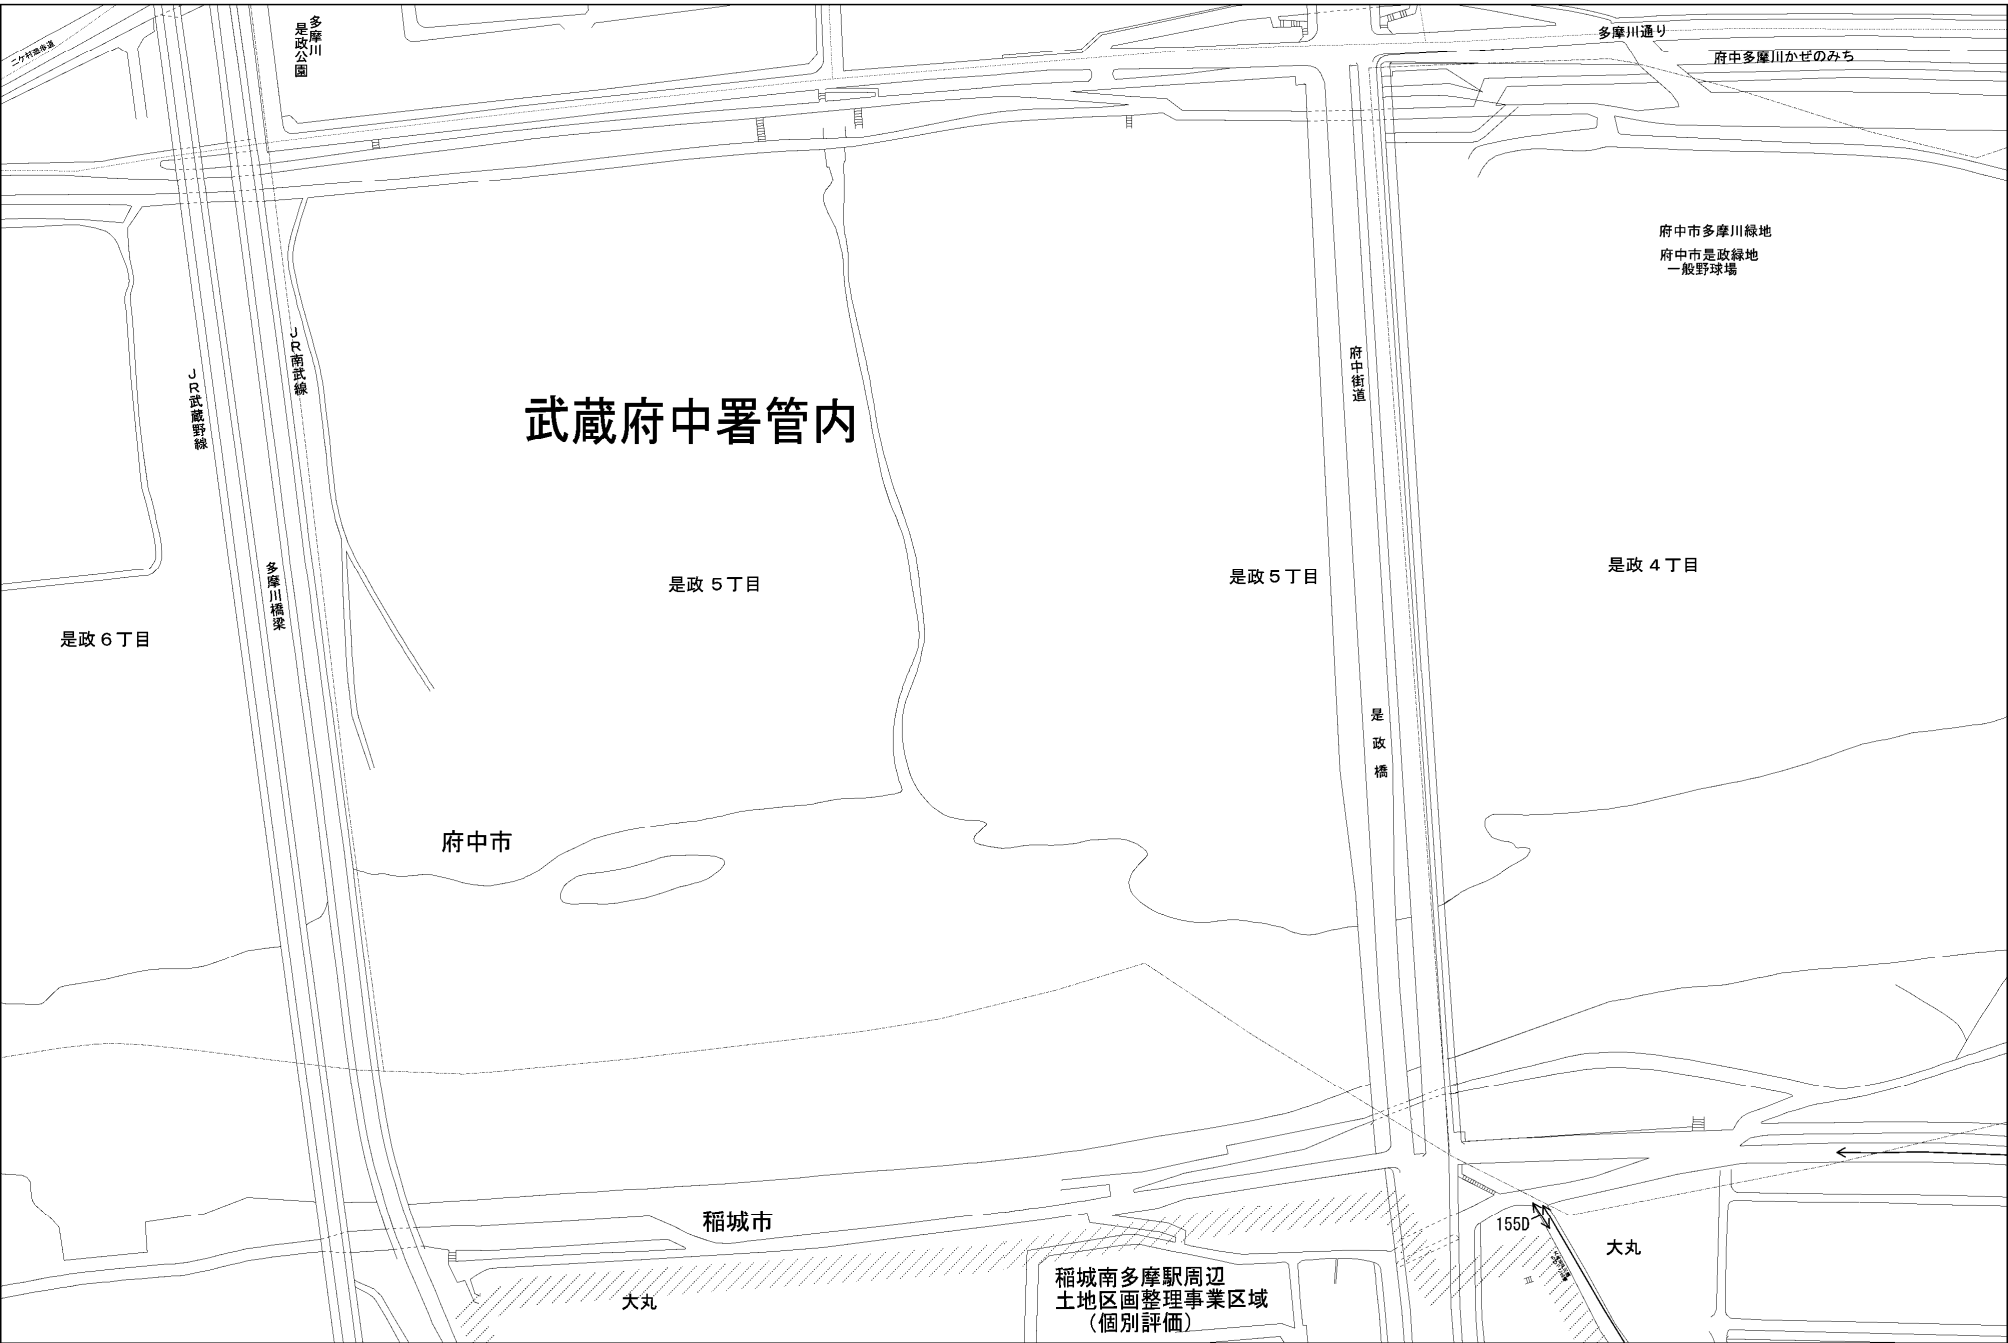 二ケ村遊歩道
多摩川
是政公園
多摩川通り
府中多摩川かぜのみち
府中市多摩川緑地
府中市是政緑地
一般野球場
JR南武線
JR武蔵野線
府中街道
武蔵府中署管内
多摩川橋梁
是政5丁目
是政5丁目
是政4丁目
是政6丁目
是政橋
府中市
稲城市
155D
大丸
大丸
稲城南多摩駅周辺
土地区画整理事業区域
(個別評価)